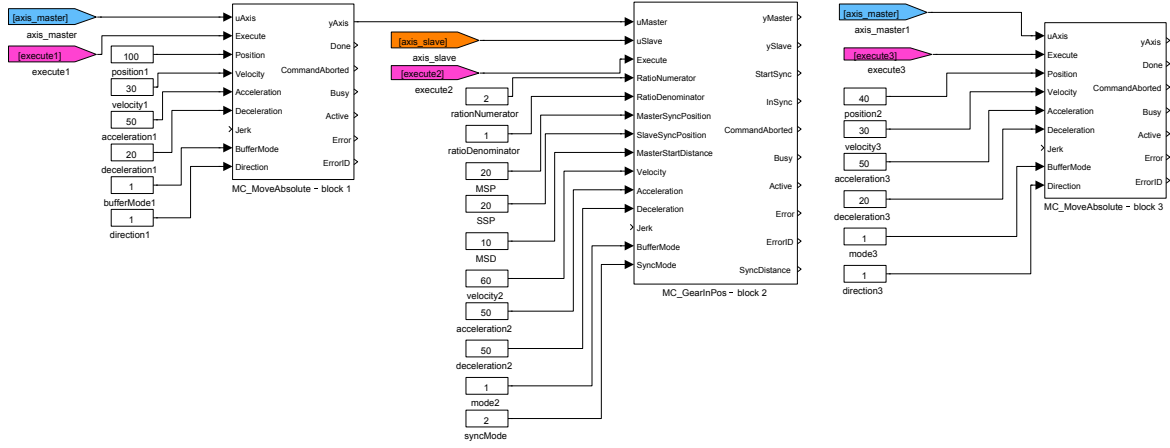 [axis_master]
axis_master
[execute1]
execute1
100
position1
30
velocity1
50
acceleration1
20
deceleration1
1
bufferMode1
1
direction1
uAxis
Execute
Position
Velocity
Acceleration
Deceleration
Jerk
BufferMode
Direction
yAxis
Done
CommandAborted
Busy
Active
Error
ErrorID
MC_MoveAbsolute - block 1
[axis_slave]
axis_slave
[execute2]
execute2
2
rationNumerator
1
ratioDenominator
20
MSP
20
SSP
10
MSD
60
velocity2
50
acceleration2
50
deceleration2
1
mode2
2
syncMode
uMaster
uSlave
Execute
RatioNumerator
RatioDenominator
MasterSyncPosition
SlaveSyncPosition
MasterStartDistance
Velocity
Acceleration
Deceleration
Jerk
BufferMode
SyncMode
yMaster
ySlave
StartSync
InSync
CommandAborted
Busy
Active
Error
ErrorID
SyncDistance
MC_GearInPos - block 2
[axis_master]
axis_master1
[execute3]
execute3
40
position2
30
velocity3
50
acceleration3
20
deceleration3
1
mode3
1
direction3
uAxis
Execute
Position
Velocity
Acceleration
Deceleration
Jerk
BufferMode
Direction
yAxis
Done
CommandAborted
Busy
Active
Error
ErrorID
MC_MoveAbsolute - block 3